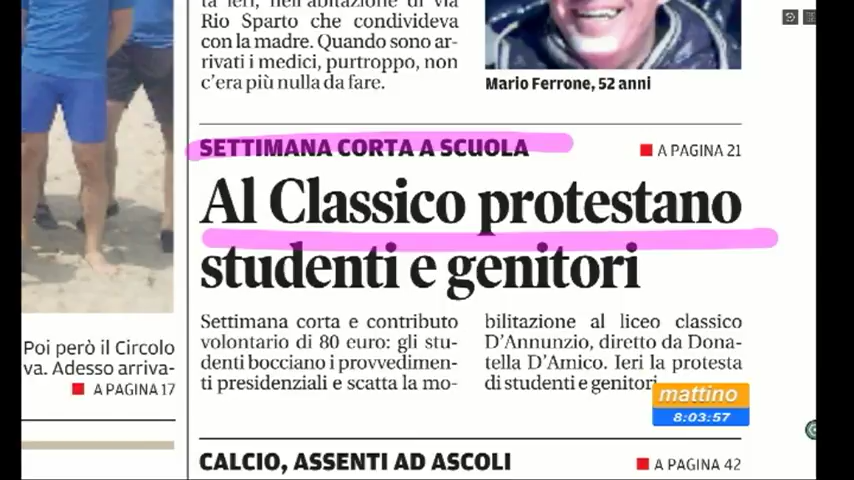 ta ieri, nell'abitazione di via
Rio Sparto che condivideva
con la madre. Quando sono ar-
rivati i medici, purtroppo, non
c'era più nulla da fare.
Mario Ferrone, 52 anni
SETTIMANA CORTA A SCUOLA
A PAGINA 21
Al Classico protestano
studenti e genitori
Settimana corta e contributo
volontario di 80 euro: gli stu-
denti bocciano i provvedimen-
ti presidenziali e scatta la mo-
bilitazione al liceo classico
D'Annunzio, diretto da Dona-
tella D'Amico. Ieri la protesta
di studenti e genitori.
Poi però il Circolo
va. Adesso arriva-
A PAGINA 17
mattino
8:03:57
CALCIO, ASSENTI AD ASCOLI
A PAGINA 42